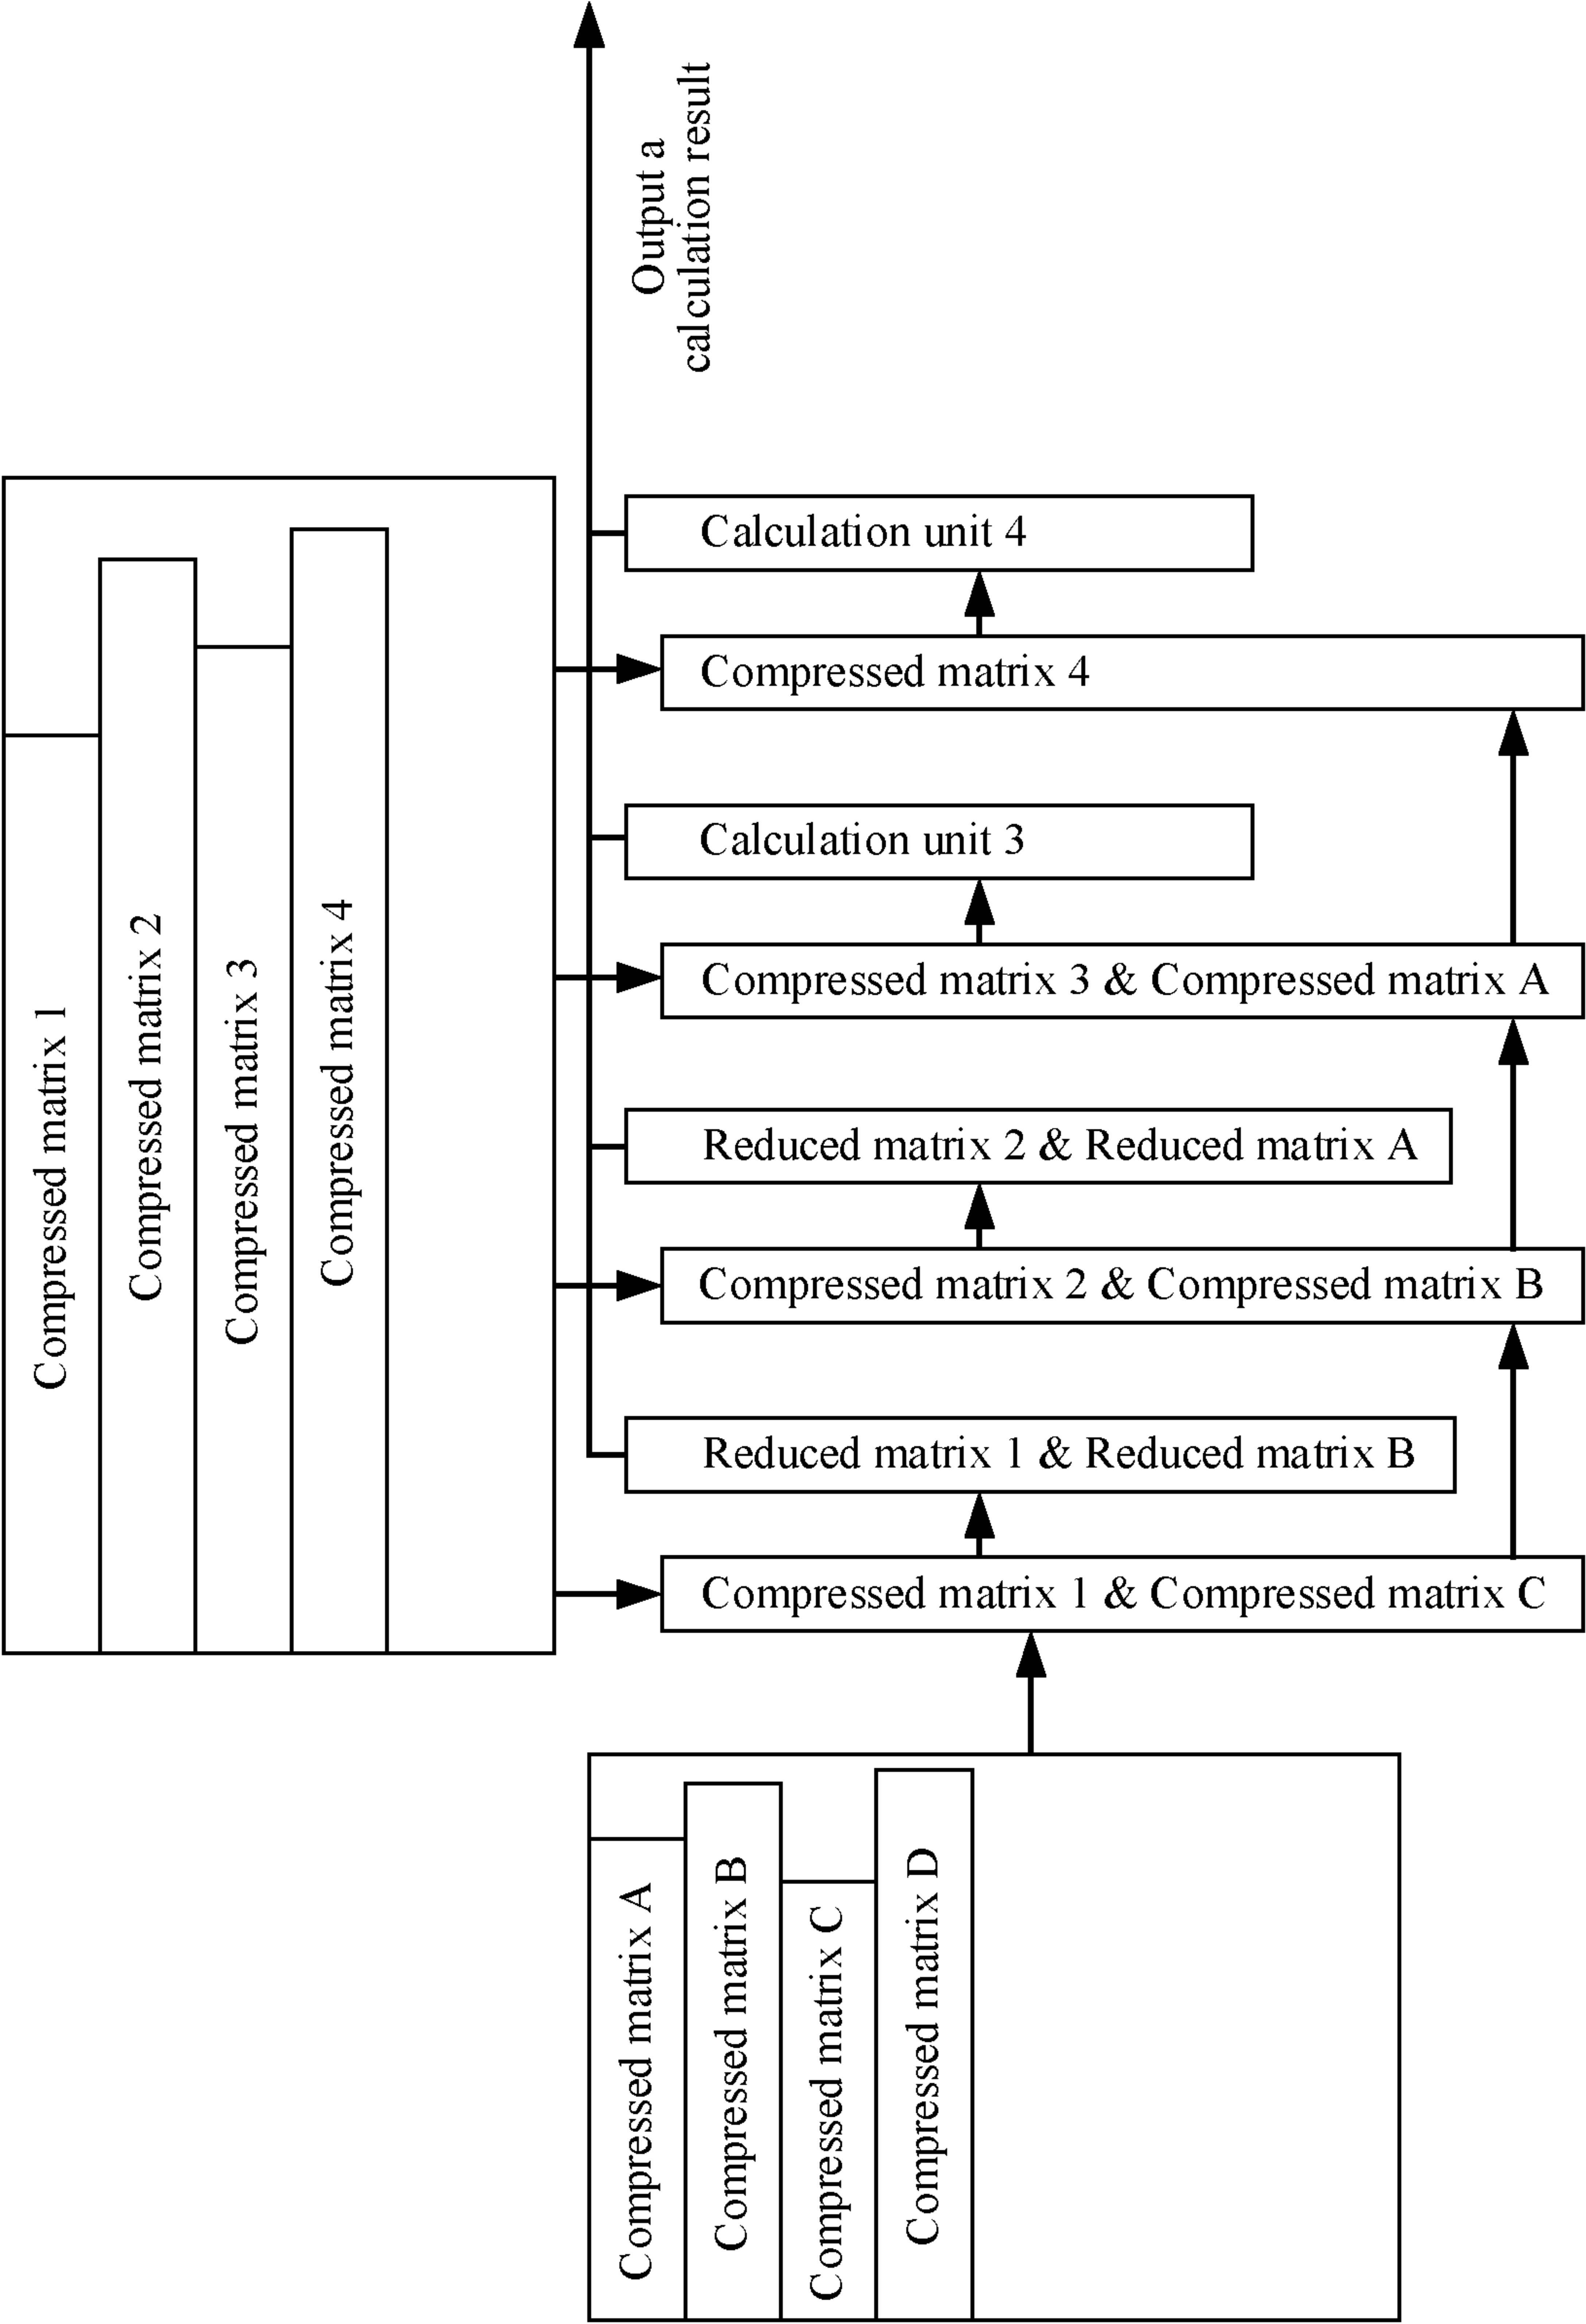 Output a
calculation result
Compressed matrix 1
Compressed matrix 2
Compressed matrix 3
Compressed matrix 4
Calculation unit 4
Compressed matrix 4
Calculation unit 3
Compressed matrix 3 & Compressed matrix A
Reduced matrix 2 & Reduced matrix A
Compressed matrix 2 & Compressed matrix B
Reduced matrix 1 & Reduced matrix B
Compressed matrix 1 & Compressed matrix C
Compressed matrix A
Compressed matrix B
Compressed matrix C
Compressed matrix D